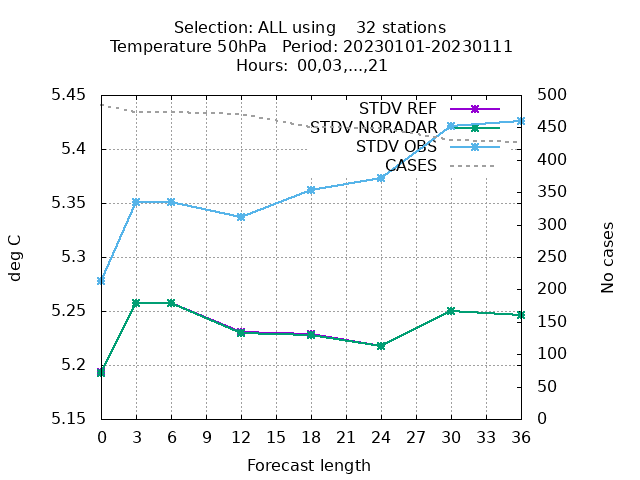 Selection: ALL using    32 stations
Temperature 50hPa   Period: 20230101-20230111
Hours:  00,03,...,21
STDV REF
STDV NORADAR
STDV OBS
CASES
deg C
5.45
5.4
5.35
5.3
5.25
5.2
5.15
500
450
400
350
300
250
200
150
100
50
0
No cases
0 3 6 9 12 15 18 21 24 27 30 33 36
Forecast length